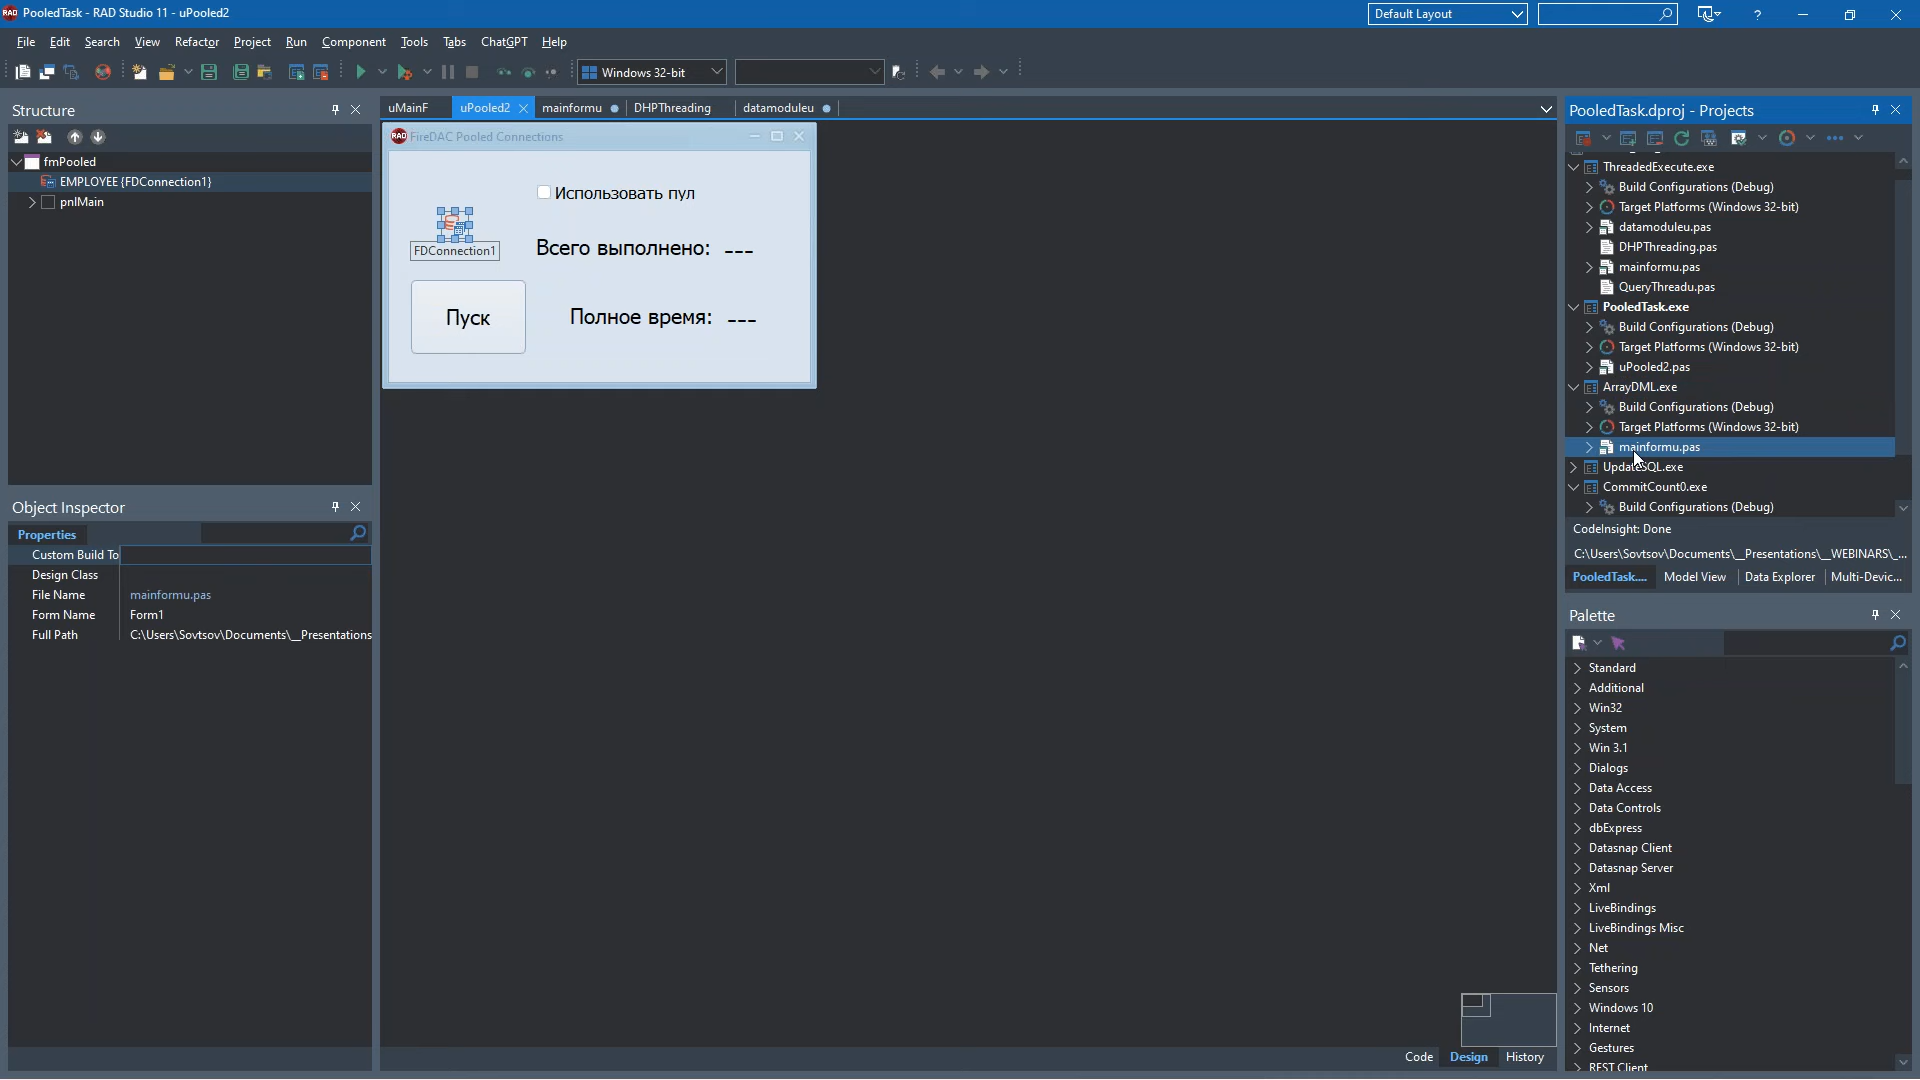 PooledTask - RAD Studio 11 - uPooled2
Default Layout
File Edit Search View Refactor Project Run Component Tools Tabs ChatGPT Help
Windows 32-bit
Structure
fmPooled
EMPLOYEE {FDConnection1}
pnlMain
Object Inspector
Properties
Custom Build To
Design Class
File Name mainformu.pas
Form Name Form1
Full Path C:\Users\Sovtsov\Documents\__Presentations
uMainF uPooled2 mainformu DHPThreading datamoduleu
FireDAC Pooled Connections
Использовать пул
FDConnection1
Всего выполнено: ---
Пуск
Полное время: ---
Code Design History
PooledTask.dproj - Projects
ThreadedExecute.exe
Build Configurations (Debug)
Target Platforms (Windows 32-bit)
datamoduleu.pas
DHPThreading.pas
mainformu.pas
QueryThreadu.pas
PooledTask.exe
Build Configurations (Debug)
Target Platforms (Windows 32-bit)
uPooled2.pas
ArrayDML.exe
Build Configurations (Debug)
Target Platforms (Windows 32-bit)
mainformu.pas
UpdateSQL.exe
CommitCount0.exe
Build Configurations (Debug)
CodeInsight: Done
C:\Users\Sovtsov\Documents\__Presentations\__WEBINARS\_...
PooledTask.... Model View Data Explorer Multi-Devic...
Palette
Standard
Additional
Win32
System
Win 3.1
Dialogs
Data Access
Data Controls
dbExpress
Datasnap Client
Datasnap Server
Xml
LiveBindings
LiveBindings Misc
Net
Tethering
Sensors
Windows 10
Internet
Gestures
REST Client